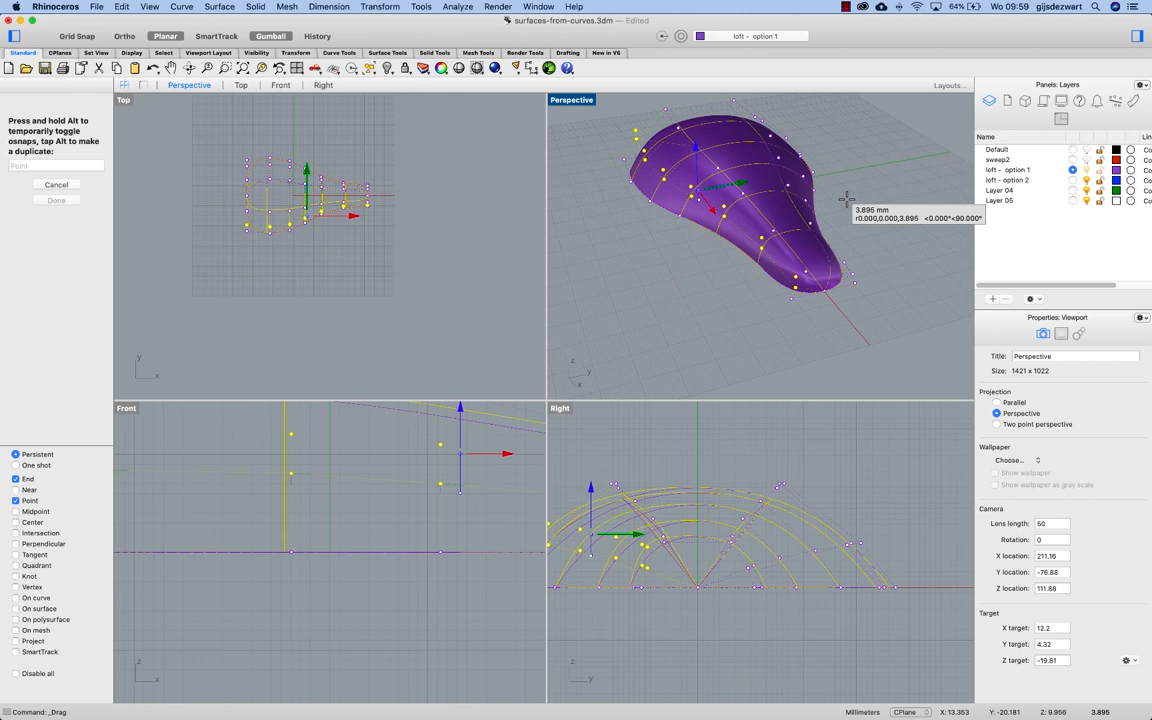 Rhinoceros File Edit View Curve Surface Solid Mesh Dimension Transform Tools Analyze Render Window Help 64% Wo 09:59 gijsdezwart
surfaces-from-curves.3dm — Edited
Grid Snap Ortho Planar SmartTrack Gumball History loft - option 1
Standard CPlanes Set View Display Select Viewport Layout Visibility Transform Curve Tools Surface Tools Solid Tools Mesh Tools Render Tools Drafting New in V6
Perspective Top Front Right Layouts... Panels: Layers
Top
Perspective
Press and hold Alt to
temporarily toggle
osnaps, tap Alt to make
a duplicate:
Point
Cancel
Done
Name Material Linety
Default
sweep2
loft - option 1
loft - option 2
Layer 04
Layer 05
3.895 mm
r0.000,0.000,3.895 <0.000°<90.000°
y
x
z
y
x
Properties: Viewport
Title: Perspective
Size: 1421 x 1022
Projection
Parallel
Perspective
Two point perspective
Wallpaper
Choose...
Show wallpaper
Show wallpaper as gray scale
Camera
Lens length: 50
Rotation: 0
X location: 211.16
Y location: -76.88
Z location: 111.88
Target
X target: 12.2
Y target: 4.32
Z target: -19.81
Front
Right
Persistent
One shot
End
Near
Point
Midpoint
Center
Intersection
Perpendicular
Tangent
Quadrant
Knot
Vertex
On curve
On surface
On polysurface
On mesh
Project
SmartTrack
Disable all
z
x
z
y
Command: _Drag
Millimeters CPlane X: 13.353 Y: -20.181 Z: 9.956 3.895